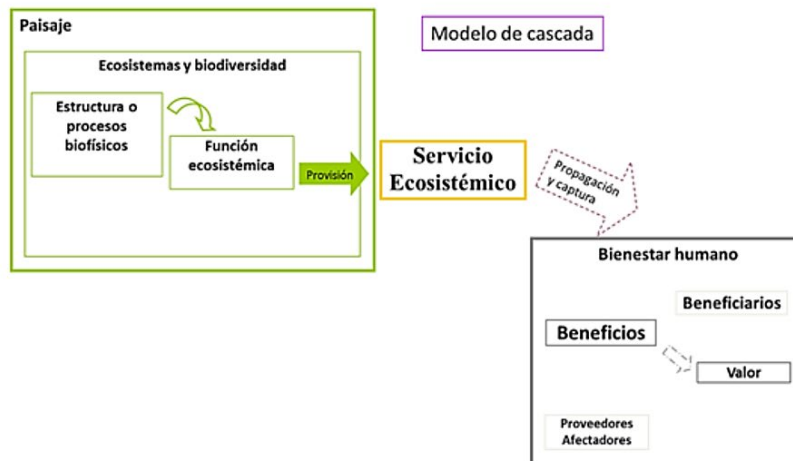 Paisaje
Modelo de cascada
Ecosistemas y biodiversidad
Estructura o
procesos
biofísicos
Función
ecosistémica
Provisión
Servicio
Ecosistémico
Propagación
y captura
Bienestar humano
Beneficiarios
Beneficios
Valor
Proveedores
Afectadores